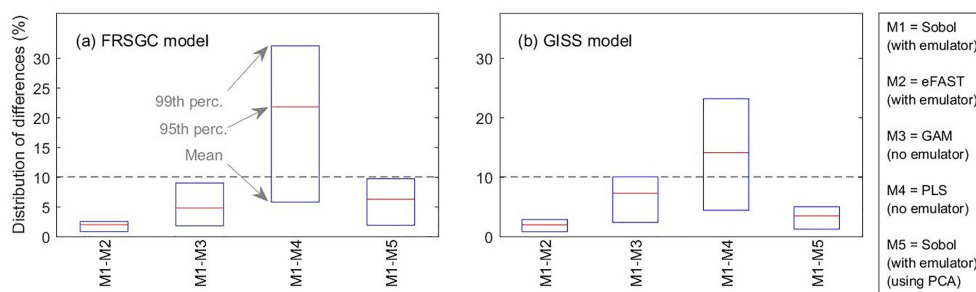 Distribution of differences (%)
30
25
20
15
10
5
0
(a) FRSGC model
99th perc.
95th perc.
Mean
M1-M2
M1-M3
M1-M4
M1-M5
30
20
10
0
(b) GISS model
M1-M2
M1-M3
M1-M4
M1-M5
M1 = Sobol
(with emulator)
M2 = eFAST
(with emulator)
M3 = GAM
(no emulator)
M4 = PLS
(no emulator)
M5 = Sobol
(with emulator)
(using PCA)